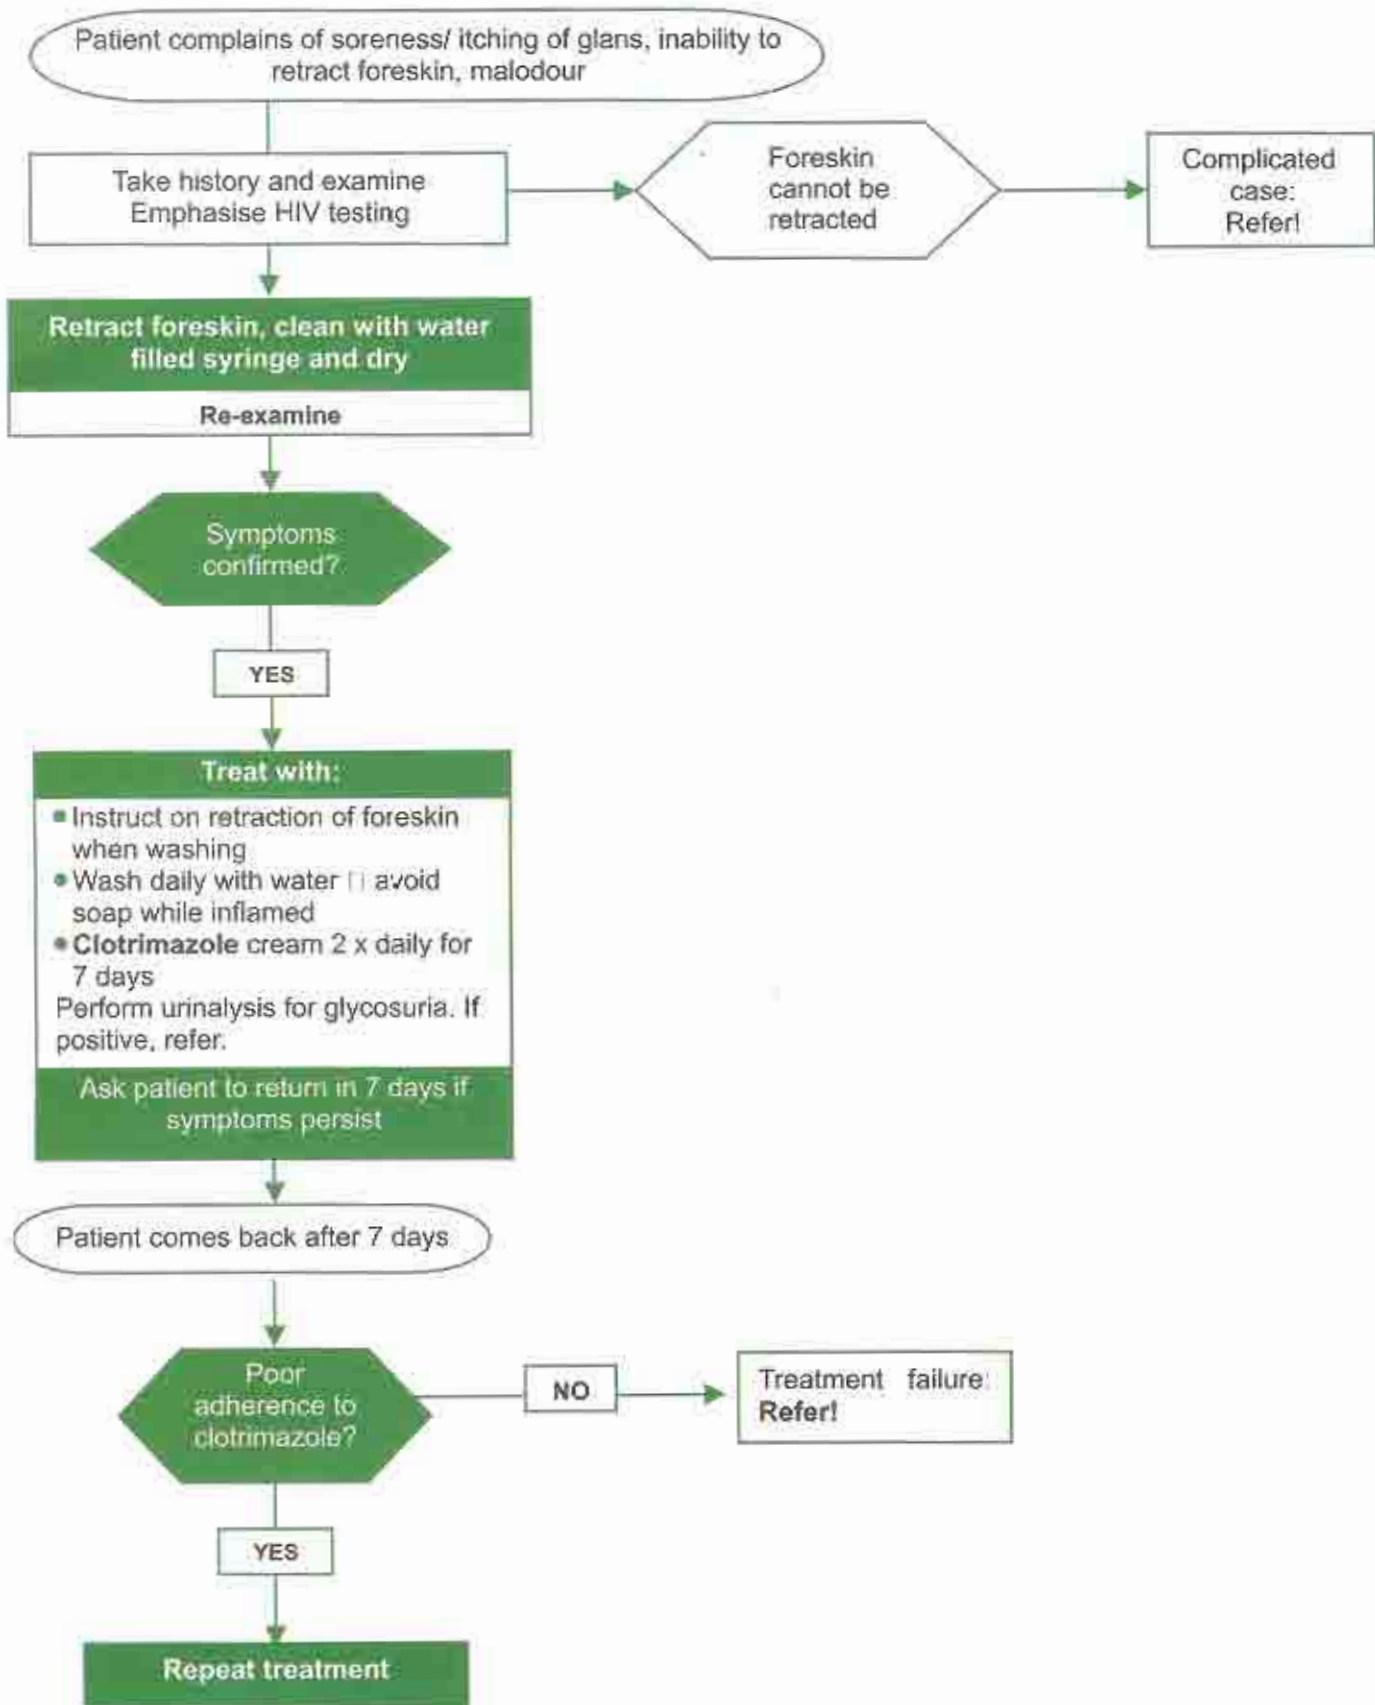 Patient complains of soreness/ itching of glans, inability to
retract foreskin, malodour
Take history and examine
Emphasise HIV testing
Foreskin
cannot be
retracted
Complicated
case:
Refer!
Retract foreskin, clean with water
filled syringe and dry
Re-examine
Symptoms
confirmed?
YES
Treat with:
Instruct on retraction of foreskin
when washing
Wash daily with water □ avoid
soap while inflamed
Clotrimazole cream 2 x daily for
7 days
Perform urinalysis for glycosuria. If
positive, refer.
Ask patient to return in 7 days if
symptoms persist
Patient comes back after 7 days
Poor
adherence to
clotrimazole?
NO
Treatment failure:
Refer!
YES
Repeat treatment